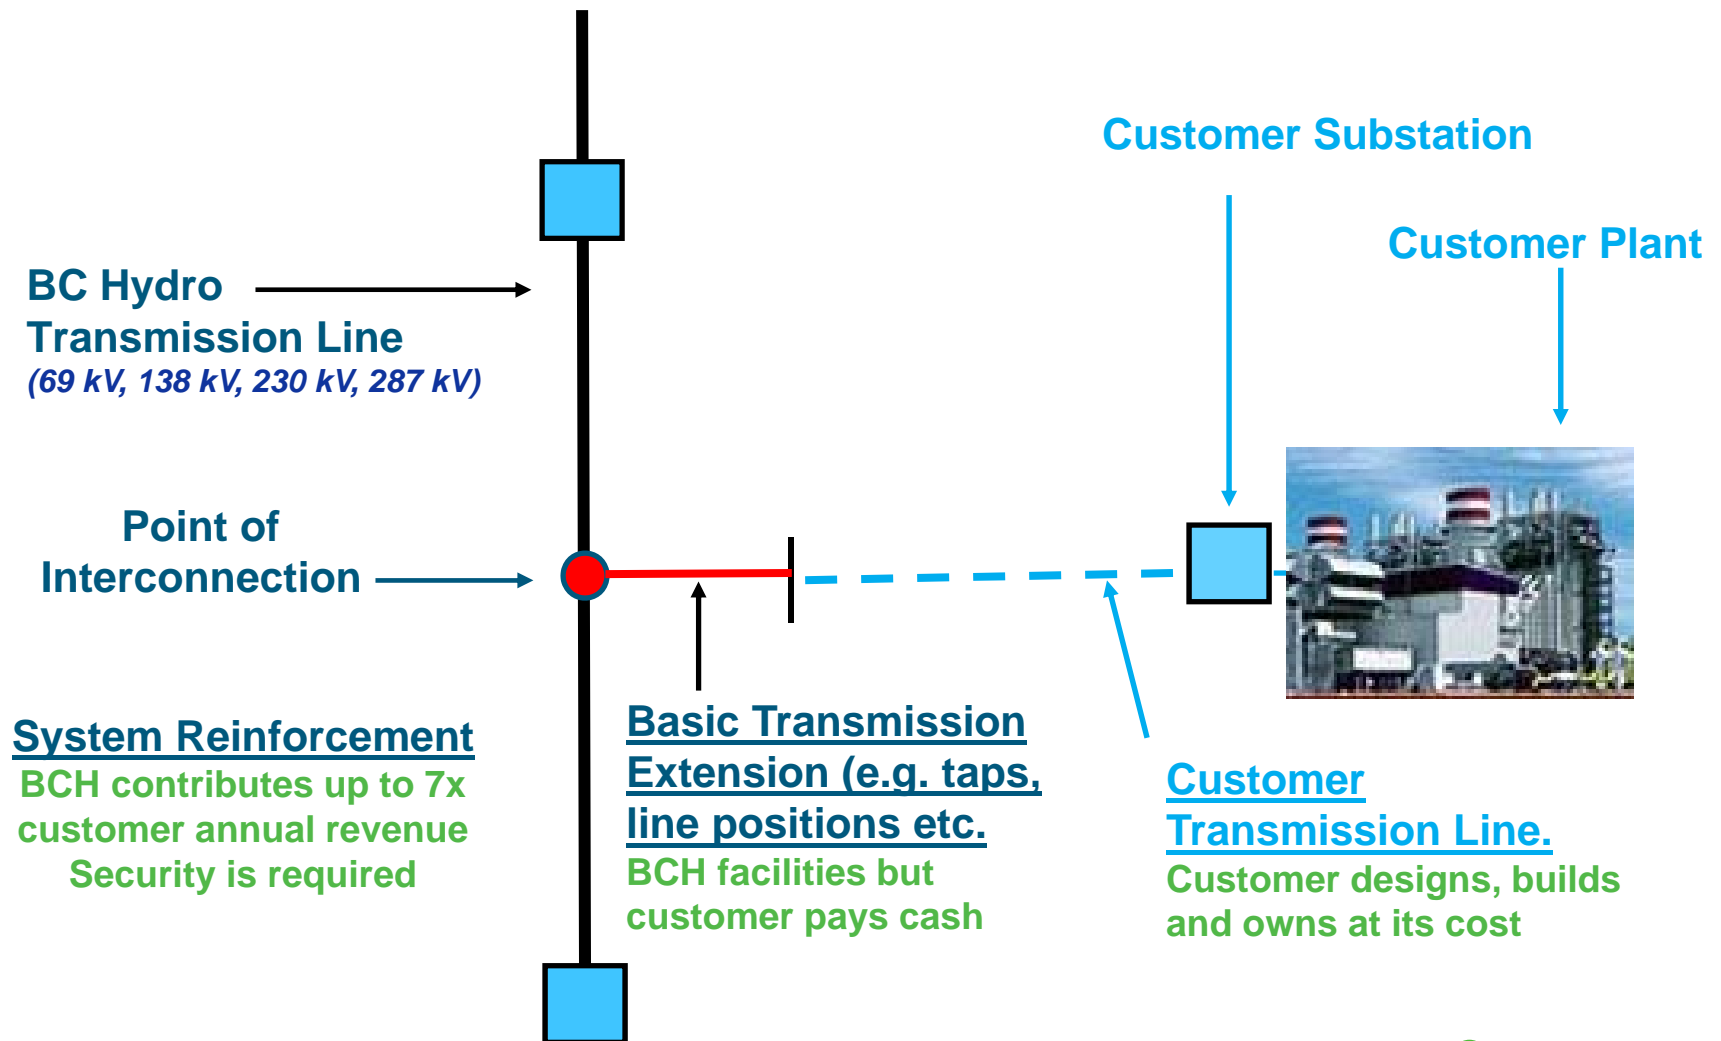 Customer Substation
Customer Plant
BC Hydro
Transmission Line
(69 kV, 138 kV, 230 kV, 287 kV)
Point of
Interconnection
System Reinforcement
BCH contributes up to 7x
customer annual revenue
Security is required
Basic Transmission
Extension (e.g. taps,
line positions etc.
BCH facilities but
customer pays cash
Customer
Transmission Line.
Customer designs, builds
and owns at its cost